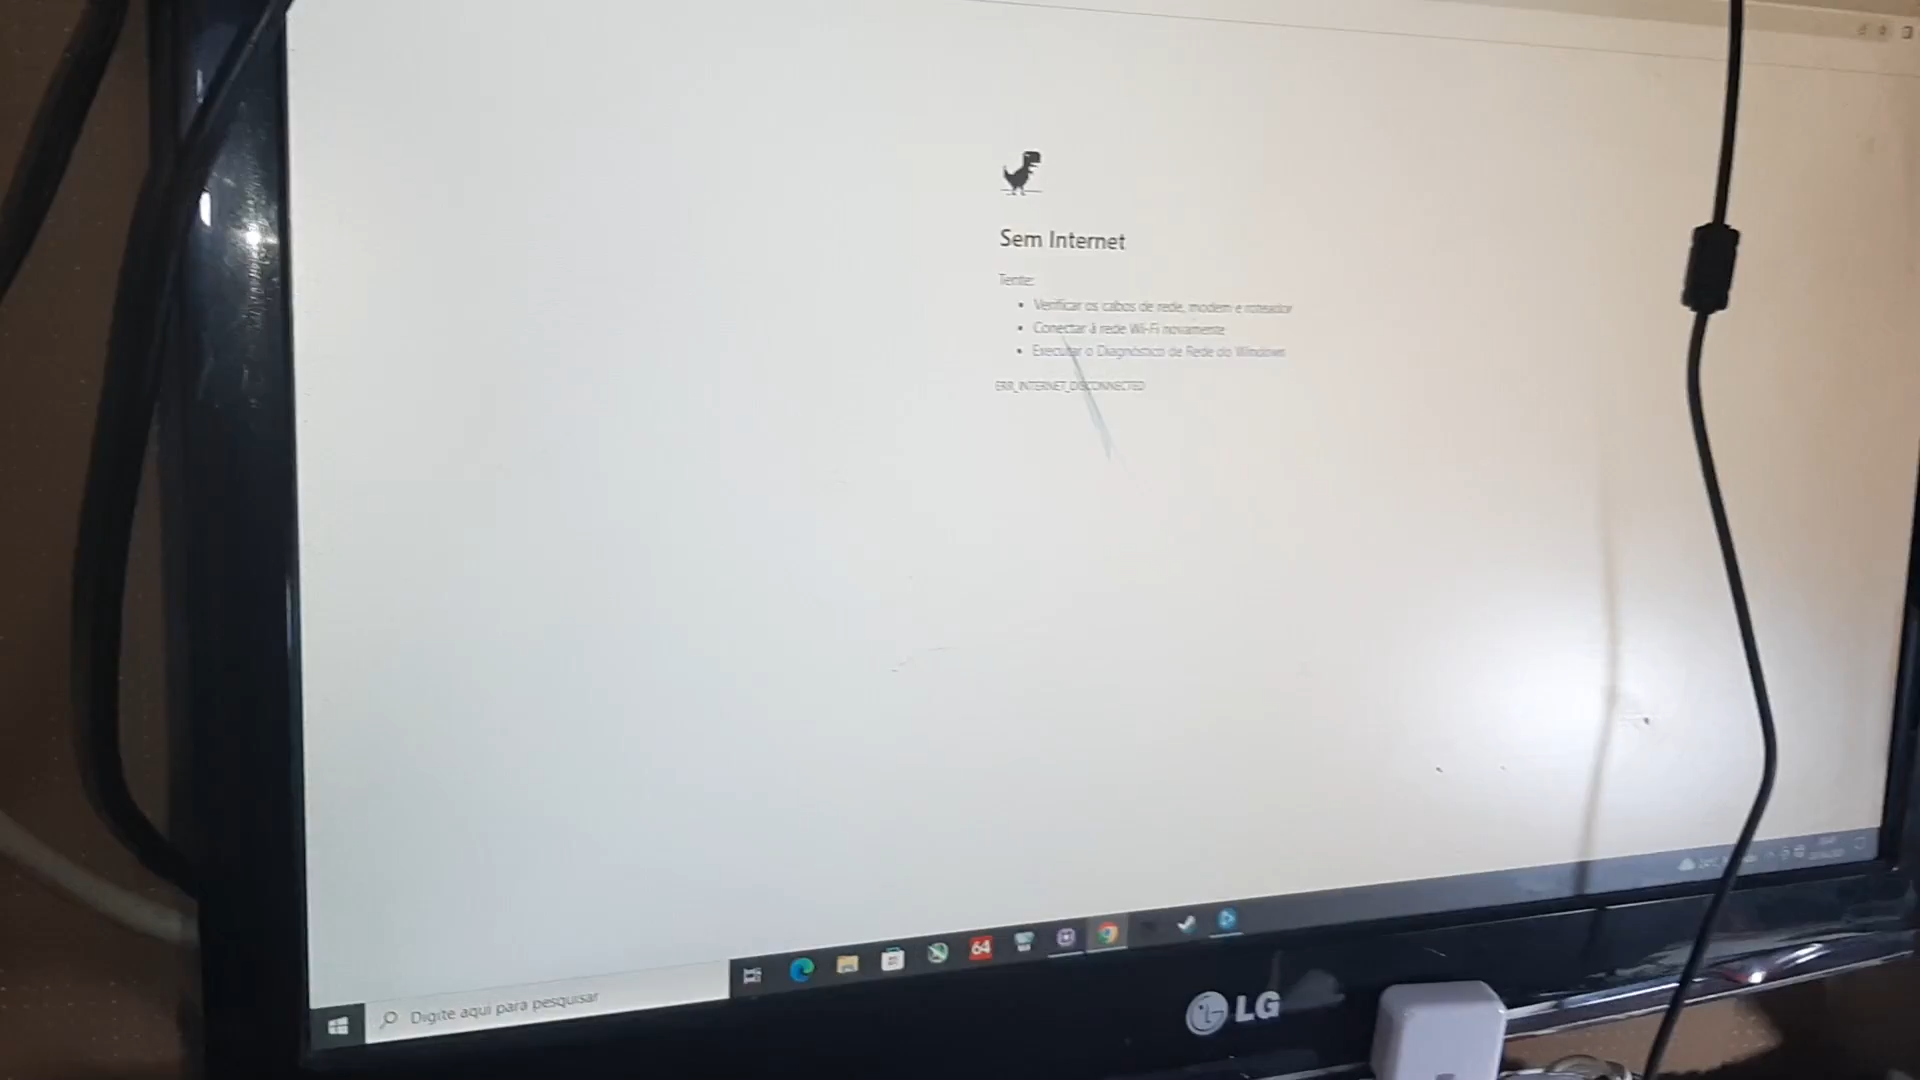 Sem Internet
Tente:
Verificar os cabos de rede, modem e roteador
Conectar à rede Wi-Fi novamente
Executar o Diagnóstico de Rede do Windows
ERR_INTERNET_DISCONNECTED
64
Digite aqui para pesquisar
LG